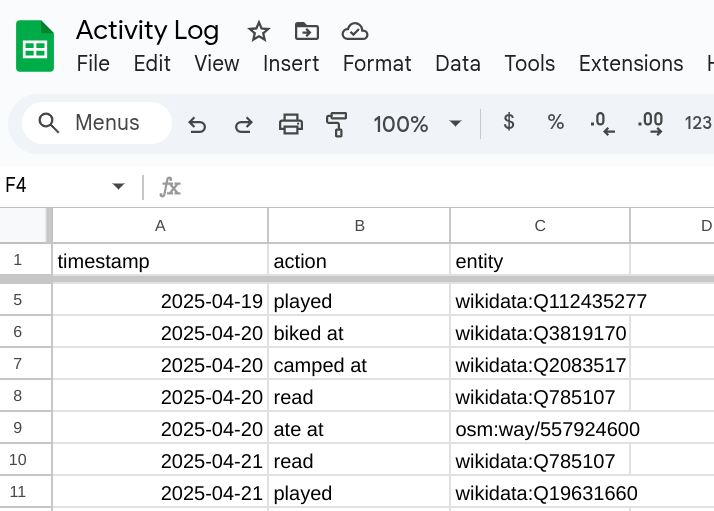 Activity Log
File Edit View Insert Format Data Tools Extensions
Menus 100% $ % .0 .00 123
F4 fx
A B C D
1 timestamp action entity
5 2025-04-19 played wikidata:Q112435277
6 2025-04-20 biked at wikidata:Q3819170
7 2025-04-20 camped at wikidata:Q2083517
8 2025-04-20 read wikidata:Q785107
9 2025-04-20 ate at osm:way/557924600
10 2025-04-21 read wikidata:Q785107
11 2025-04-21 played wikidata:Q19631660